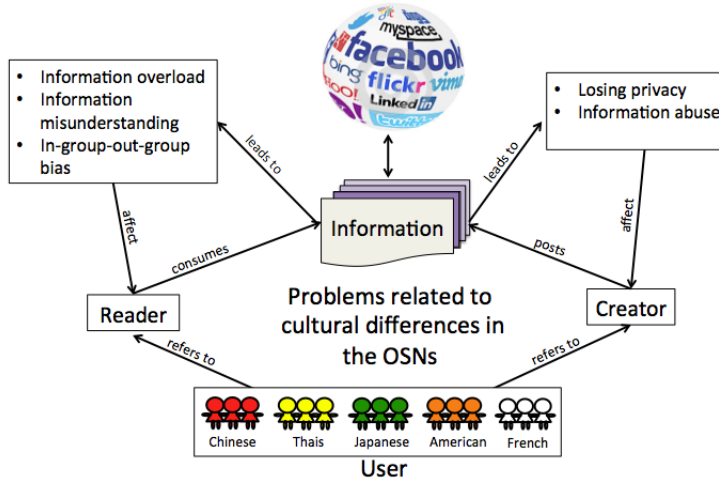 myspace
facebook
bing
flickr
vime
LinkedIn
twitt
• Information overload
• Information
misunderstanding
• In-group-out-group
bias
• Losing privacy
• Information abuse
leads to
leads to
affect
affect
Information
consumes
posts
Reader
Creator
Problems related to
cultural differences in
the OSNs
refers to
refers to
Chinese
Thais
Japanese
American
French
User